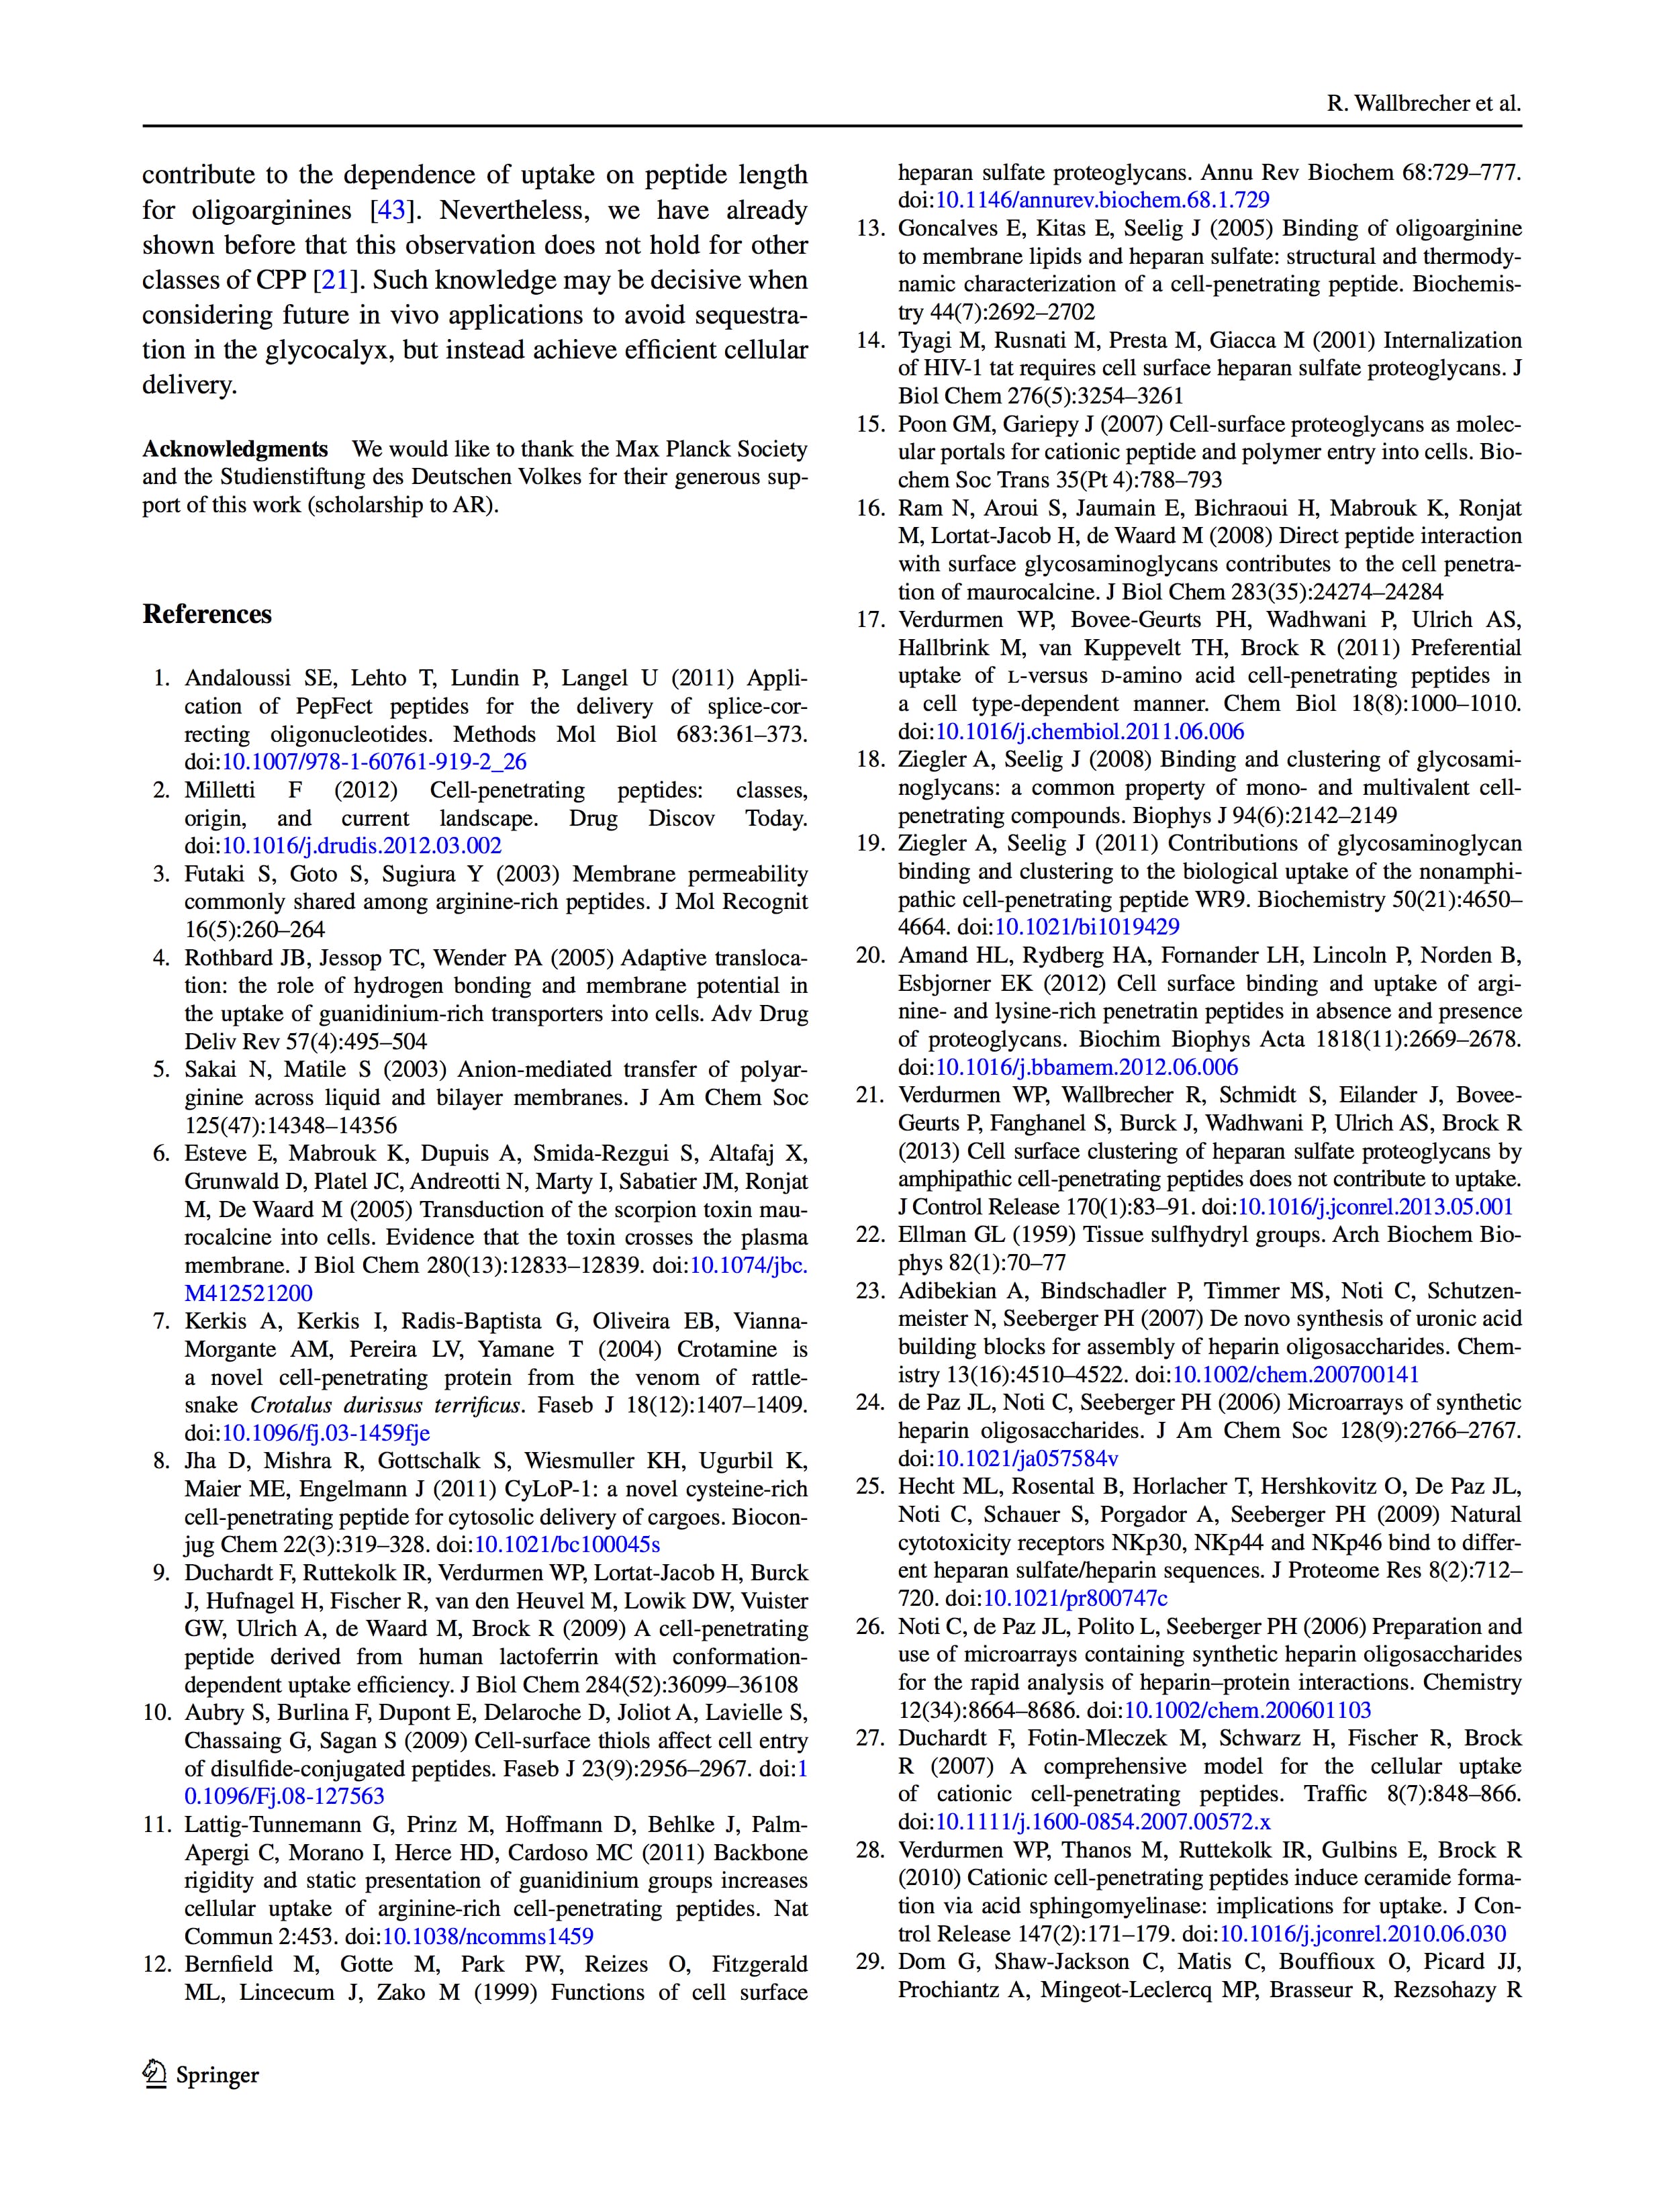 R. Wallbrecher et al.
contribute to the dependence of uptake on peptide length
for oligoarginines [43]. Nevertheless, we have already
shown before that this observation does not hold for other
classes of CPP [21]. Such knowledge may be decisive when
considering future in vivo applications to avoid sequestra-
tion in the glycocalyx, but instead achieve efficient cellular
delivery.
Acknowledgments We would like to thank the Max Planck Society
and the Studienstiftung des Deutschen Volkes for their generous sup-
port of this work (scholarship to AR).
References
1. Andaloussi SE, Lehto T, Lundin P, Langel U (2011) Appli-
cation of PepFect peptides for the delivery of splice-cor-
recting oligonucleotides. Methods Mol Biol 683:361–373.
doi:10.1007/978-1-60761-919-2_26
2. Milletti F (2012) Cell-penetrating peptides: classes,
origin, and current landscape. Drug Discov Today.
doi:10.1016/j.drudis.2012.03.002
3. Futaki S, Goto S, Sugiura Y (2003) Membrane permeability
commonly shared among arginine-rich peptides. J Mol Recognit
16(5):260–264
4. Rothbard JB, Jessop TC, Wender PA (2005) Adaptive transloca-
tion: the role of hydrogen bonding and membrane potential in
the uptake of guanidinium-rich transporters into cells. Adv Drug
Deliv Rev 57(4):495–504
5. Sakai N, Matile S (2003) Anion-mediated transfer of polyar-
ginine across liquid and bilayer membranes. J Am Chem Soc
125(47):14348–14356
6. Esteve E, Mabrouk K, Dupuis A, Smida-Rezgui S, Altafaj X,
Grunwald D, Platel JC, Andreotti N, Marty I, Sabatier JM, Ronjat
M, De Waard M (2005) Transduction of the scorpion toxin mau-
rocalcine into cells. Evidence that the toxin crosses the plasma
membrane. J Biol Chem 280(13):12833–12839. doi:10.1074/jbc.
M412521200
7. Kerkis A, Kerkis I, Radis-Baptista G, Oliveira EB, Vianna-
Morgante AM, Pereira LV, Yamane T (2004) Crotamine is
a novel cell-penetrating protein from the venom of rattle-
snake Crotalus durissus terrificus. Faseb J 18(12):1407–1409.
doi:10.1096/fj.03-1459fje
8. Jha D, Mishra R, Gottschalk S, Wiesmuller KH, Ugurbil K,
Maier ME, Engelmann J (2011) CyLoP-1: a novel cysteine-rich
cell-penetrating peptide for cytosolic delivery of cargoes. Biocon-
jug Chem 22(3):319–328. doi:10.1021/bc100045s
9. Duchardt F, Ruttekolk IR, Verdurmen WP, Lortat-Jacob H, Burck
J, Hufnagel H, Fischer R, van den Heuvel M, Lowik DW, Vuister
GW, Ulrich A, de Waard M, Brock R (2009) A cell-penetrating
peptide derived from human lactoferrin with conformation-
dependent uptake efficiency. J Biol Chem 284(52):36099–36108
10. Aubry S, Burlina F, Dupont E, Delaroche D, Joliot A, Lavielle S,
Chassaing G, Sagan S (2009) Cell-surface thiols affect cell entry
of disulfide-conjugated peptides. Faseb J 23(9):2956–2967. doi:1
0.1096/Fj.08-127563
11. Lattig-Tunnemann G, Prinz M, Hoffmann D, Behlke J, Palm-
Apergi C, Morano I, Herce HD, Cardoso MC (2011) Backbone
rigidity and static presentation of guanidinium groups increases
cellular uptake of arginine-rich cell-penetrating peptides. Nat
Commun 2:453. doi:10.1038/ncomms1459
12. Bernfield M, Gotte M, Park PW, Reizes O, Fitzgerald
ML, Lincecum J, Zako M (1999) Functions of cell surface
heparan sulfate proteoglycans. Annu Rev Biochem 68:729–777.
doi:10.1146/annurev.biochem.68.1.729
13. Goncalves E, Kitas E, Seelig J (2005) Binding of oligoarginine
to membrane lipids and heparan sulfate: structural and thermody-
namic characterization of a cell-penetrating peptide. Biochemis-
try 44(7):2692–2702
14. Tyagi M, Rusnati M, Presta M, Giacca M (2001) Internalization
of HIV-1 tat requires cell surface heparan sulfate proteoglycans. J
Biol Chem 276(5):3254–3261
15. Poon GM, Gariepy J (2007) Cell-surface proteoglycans as molec-
ular portals for cationic peptide and polymer entry into cells. Bio-
chem Soc Trans 35(Pt 4):788–793
16. Ram N, Aroui S, Jaumain E, Bichraoui H, Mabrouk K, Ronjat
M, Lortat-Jacob H, de Waard M (2008) Direct peptide interaction
with surface glycosaminoglycans contributes to the cell penetra-
tion of maurocalcine. J Biol Chem 283(35):24274–24284
17. Verdurmen WP, Bovee-Geurts PH, Wadhwani P, Ulrich AS,
Hallbrink M, van Kuppevelt TH, Brock R (2011) Preferential
uptake of L-versus D-amino acid cell-penetrating peptides in
a cell type-dependent manner. Chem Biol 18(8):1000–1010.
doi:10.1016/j.chembiol.2011.06.006
18. Ziegler A, Seelig J (2008) Binding and clustering of glycosami-
noglycans: a common property of mono- and multivalent cell-
penetrating compounds. Biophys J 94(6):2142–2149
19. Ziegler A, Seelig J (2011) Contributions of glycosaminoglycan
binding and clustering to the biological uptake of the nonamphi-
pathic cell-penetrating peptide WR9. Biochemistry 50(21):4650–
4664. doi:10.1021/bi1019429
20. Amand HL, Rydberg HA, Fornander LH, Lincoln P, Norden B,
Esbjorner EK (2012) Cell surface binding and uptake of argi-
nine- and lysine-rich penetratin peptides in absence and presence
of proteoglycans. Biochim Biophys Acta 1818(11):2669–2678.
doi:10.1016/j.bbamem.2012.06.006
21. Verdurmen WP, Wallbrecher R, Schmidt S, Eilander J, Bovee-
Geurts P, Fanghanel S, Burck J, Wadhwani P, Ulrich AS, Brock R
(2013) Cell surface clustering of heparan sulfate proteoglycans by
amphipathic cell-penetrating peptides does not contribute to uptake.
J Control Release 170(1):83–91. doi:10.1016/j.jconrel.2013.05.001
22. Ellman GL (1959) Tissue sulfhydryl groups. Arch Biochem Bio-
phys 82(1):70–77
23. Adibekian A, Bindschadler P, Timmer MS, Noti C, Schutzen-
meister N, Seeberger PH (2007) De novo synthesis of uronic acid
building blocks for assembly of heparin oligosaccharides. Chem-
istry 13(16):4510–4522. doi:10.1002/chem.200700141
24. de Paz JL, Noti C, Seeberger PH (2006) Microarrays of synthetic
heparin oligosaccharides. J Am Chem Soc 128(9):2766–2767.
doi:10.1021/ja057584v
25. Hecht ML, Rosental B, Horlacher T, Hershkovitz O, De Paz JL,
Noti C, Schauer S, Porgador A, Seeberger PH (2009) Natural
cytotoxicity receptors NKp30, NKp44 and NKp46 bind to differ-
ent heparan sulfate/heparin sequences. J Proteome Res 8(2):712–
720. doi:10.1021/pr800747c
26. Noti C, de Paz JL, Polito L, Seeberger PH (2006) Preparation and
use of microarrays containing synthetic heparin oligosaccharides
for the rapid analysis of heparin–protein interactions. Chemistry
12(34):8664–8686. doi:10.1002/chem.200601103
27. Duchardt F, Fotin-Mleczek M, Schwarz H, Fischer R, Brock
R (2007) A comprehensive model for the cellular uptake
of cationic cell-penetrating peptides. Traffic 8(7):848–866.
doi:10.1111/j.1600-0854.2007.00572.x
28. Verdurmen WP, Thanos M, Ruttekolk IR, Gulbins E, Brock R
(2010) Cationic cell-penetrating peptides induce ceramide forma-
tion via acid sphingomyelinase: implications for uptake. J Con-
trol Release 147(2):171–179. doi:10.1016/j.jconrel.2010.06.030
29. Dom G, Shaw-Jackson C, Matis C, Bouffioux O, Picard JJ,
Prochiantz A, Mingeot-Leclercq MP, Brasseur R, Rezsohazy R
Springer